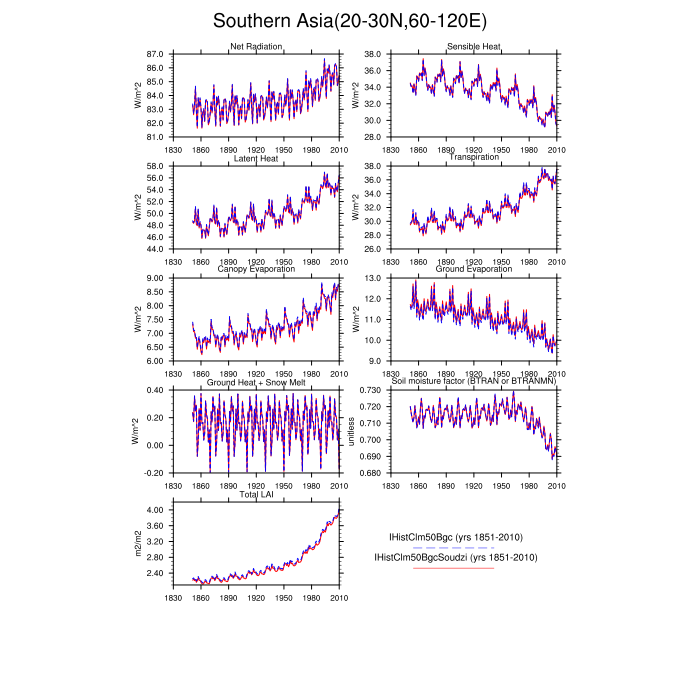 Southern Asia(20-30N,60-120E)
Net Radiation
W/m^2
87.0
86.0
85.0
84.0
83.0
82.0
81.0
1830 1860 1890 1920 1950 1980 2010
Sensible Heat
W/m^2
38.0
36.0
34.0
32.0
30.0
28.0
1830 1860 1890 1920 1950 1980 2010
Latent Heat
W/m^2
58.0
56.0
54.0
52.0
50.0
48.0
46.0
44.0
1830 1860 1890 1920 1950 1980 2010
Transpiration
W/m^2
38.0
36.0
34.0
32.0
30.0
28.0
26.0
1830 1860 1890 1920 1950 1980 2010
Canopy Evaporation
W/m^2
9.00
8.50
8.00
7.50
7.00
6.50
6.00
1830 1860 1890 1920 1950 1980 2010
Ground Evaporation
W/m^2
13.0
12.0
11.0
10.0
9.0
1830 1860 1890 1920 1950 1980 2010
Ground Heat + Snow Melt
W/m^2
0.40
0.20
0.00
-0.20
1830 1860 1890 1920 1950 1980 2010
Soil moisture factor (BTRAN or BTRANMN)
unitless
0.730
0.720
0.710
0.700
0.690
0.680
1830 1860 1890 1920 1950 1980 2010
Total LAI
m2/m2
4.00
3.60
3.20
2.80
2.40
1830 1860 1890 1920 1950 1980 2010
IHistClm50Bgc (yrs 1851-2010)
IHistClm50BgcSoudzi (yrs 1851-2010)